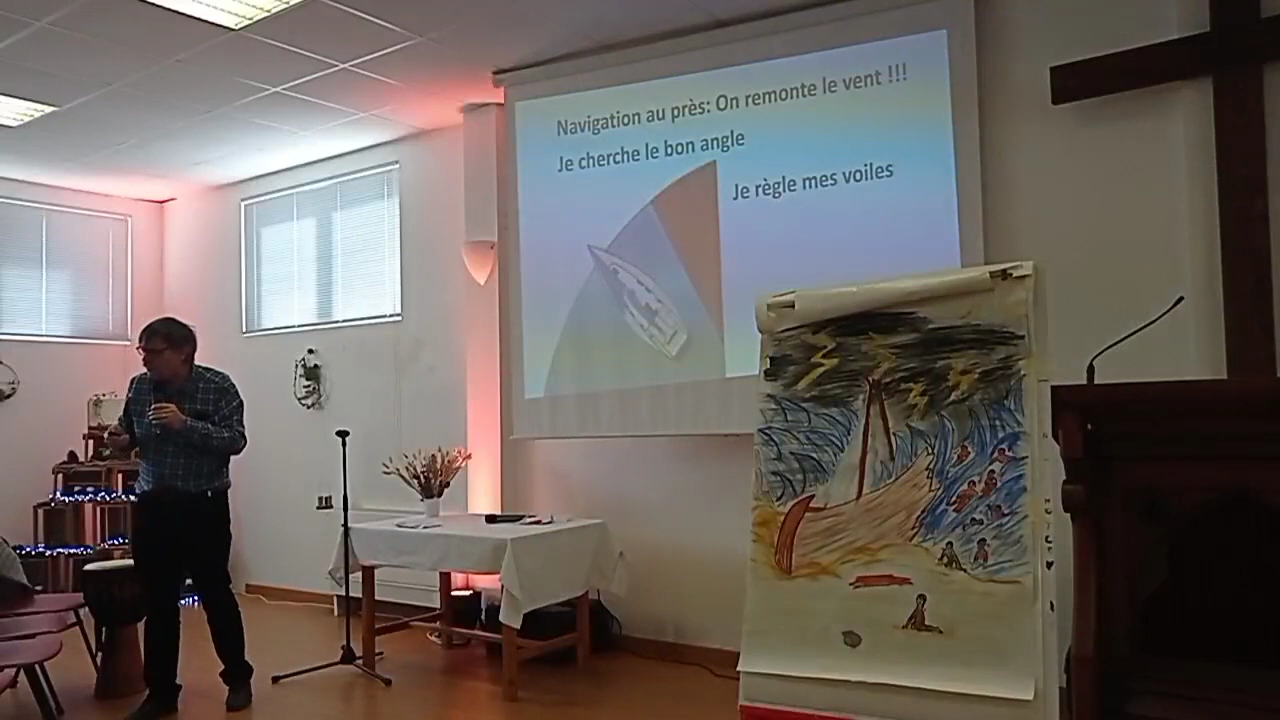 Navigation au près: On remonte le vent !!!
Je cherche le bon angle
Je règle mes voiles